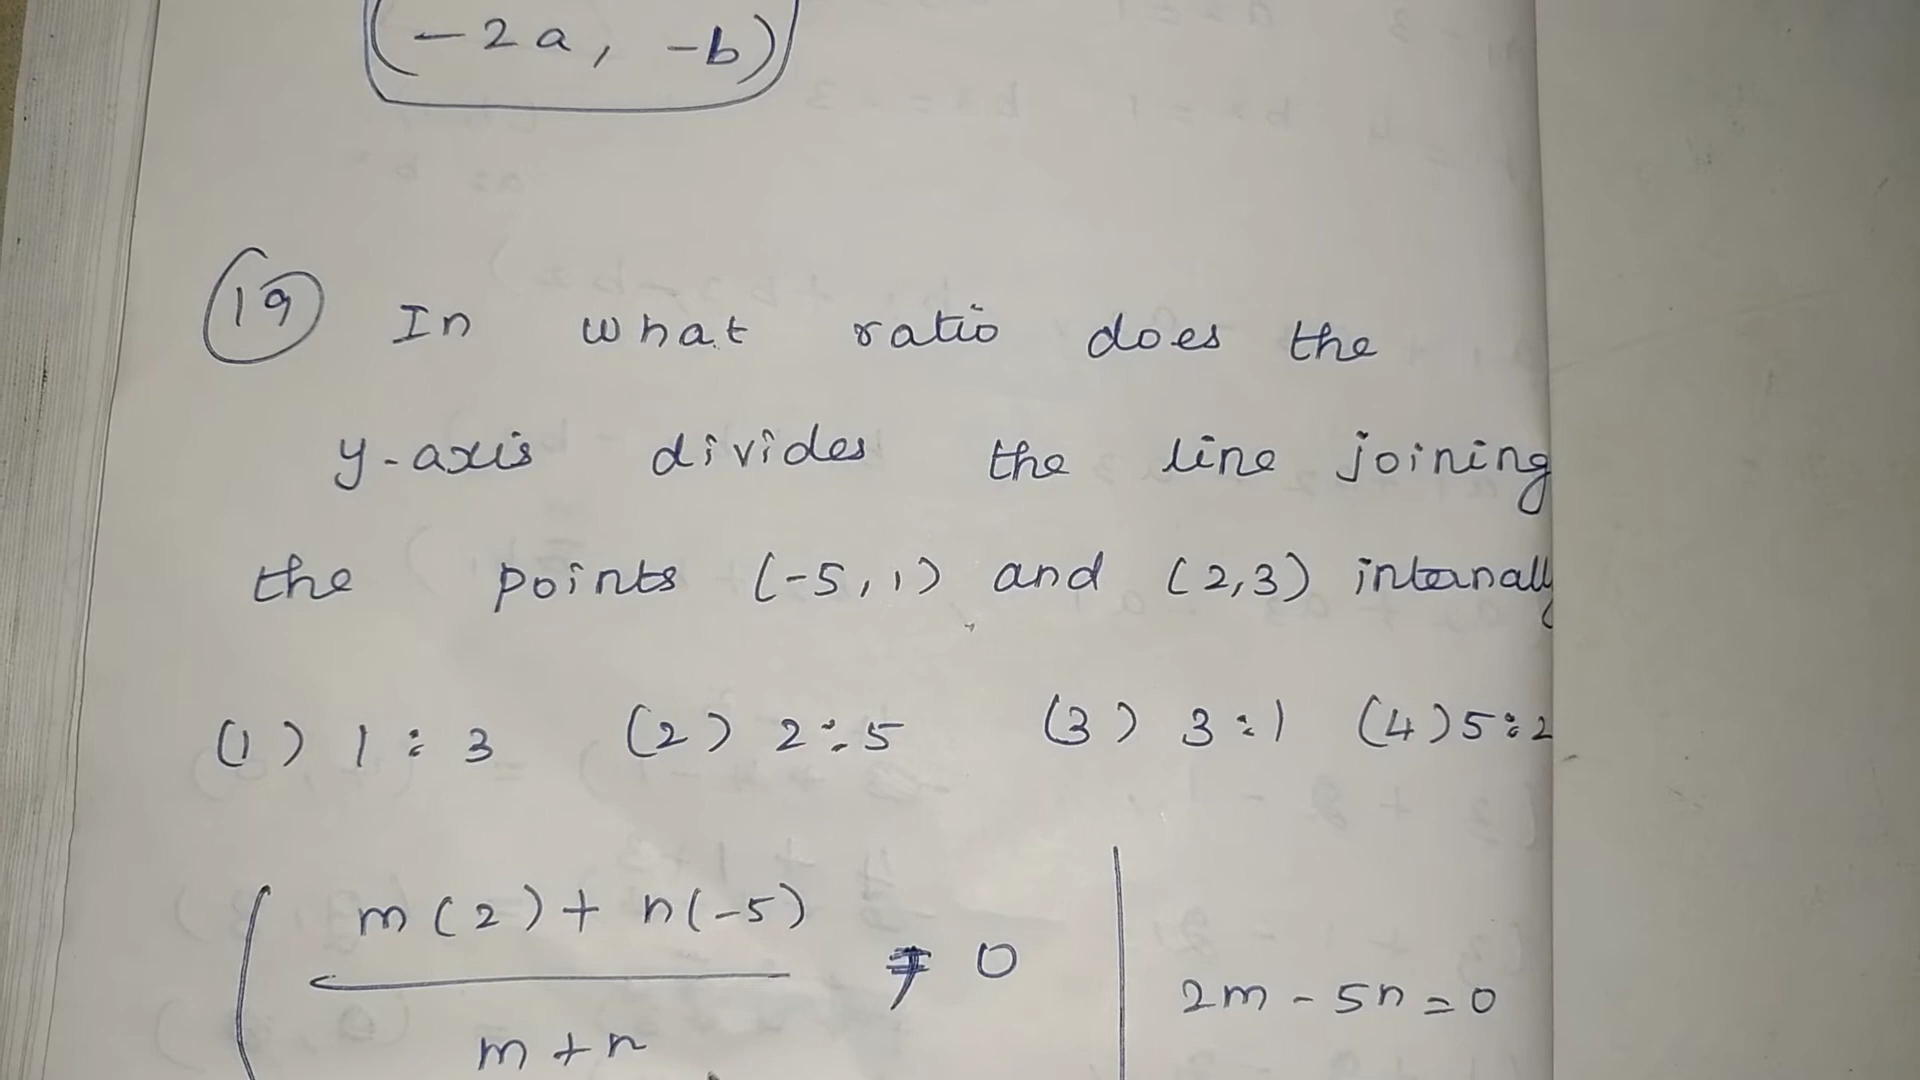 (-2a, -b)
(19) In what ratio does the
y-axis divides the line joining
the points (-5,1) and (2,3) internally
(1) 1:3 (2) 2:5 (3) 3:1 (4) 5:2
m(2) + n(-5)
= 0
m+n
2m - 5n = 0